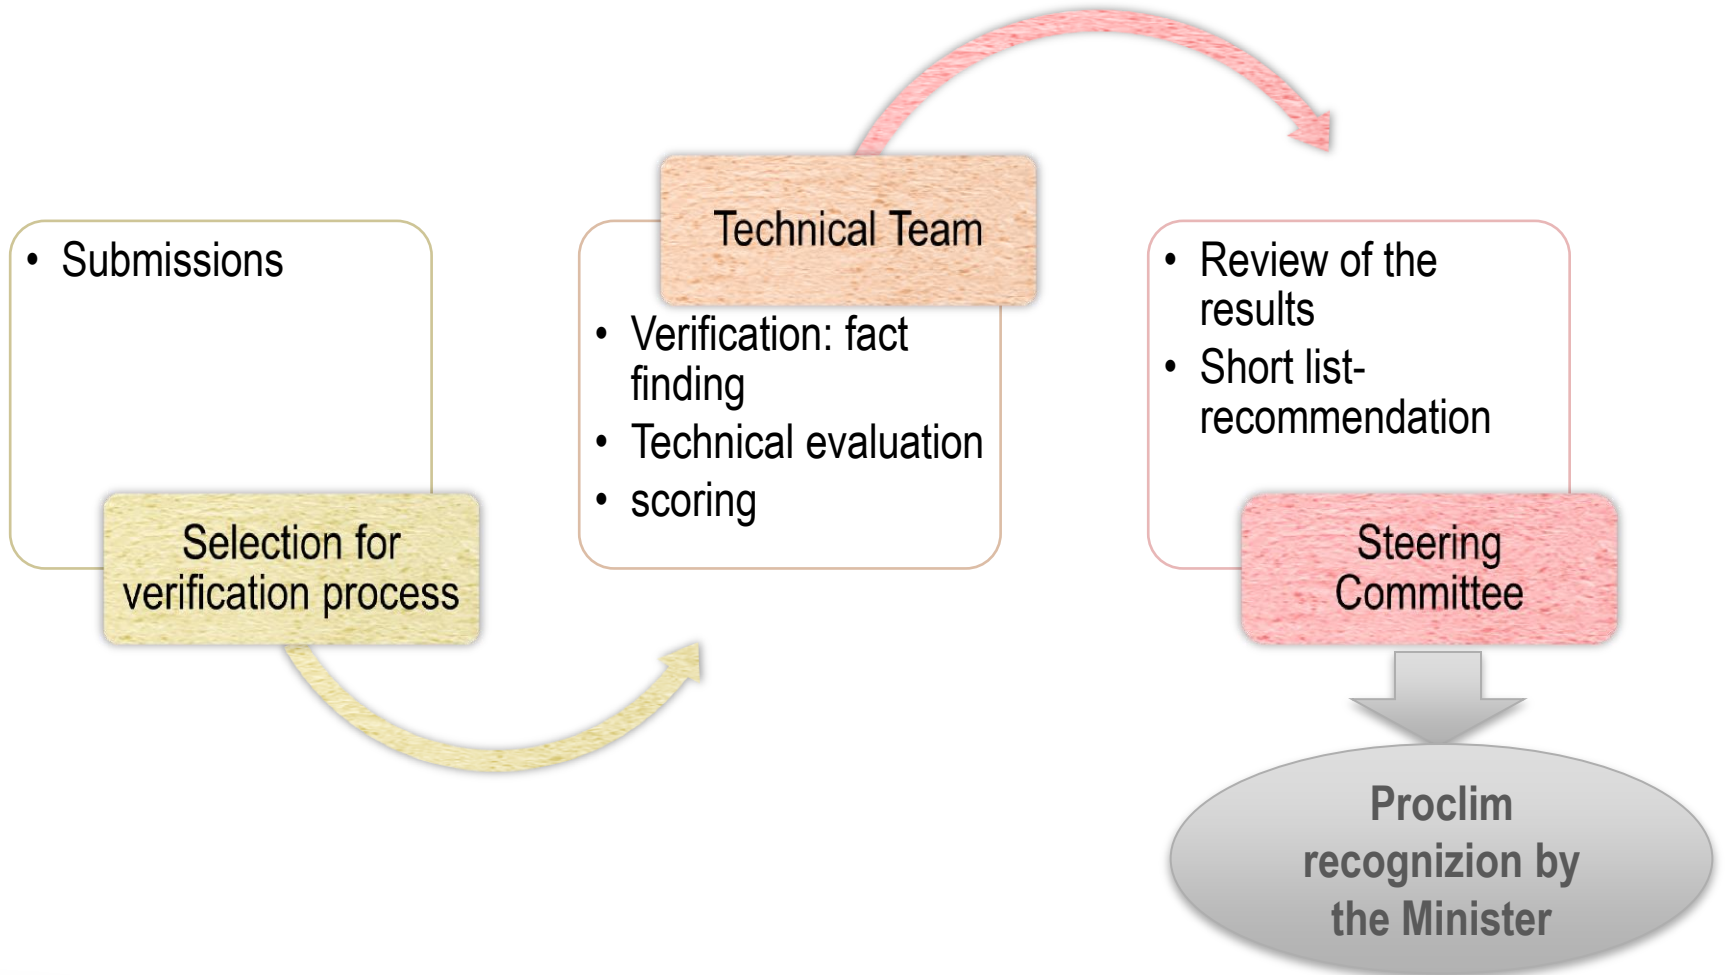 • Submissions
Selection for
verification process
Technical Team
• Verification: fact
finding
• Technical evaluation
• scoring
• Review of the
results
• Short list-
recommendation
Steering
Committee
Proclim
recognizion by
the Minister